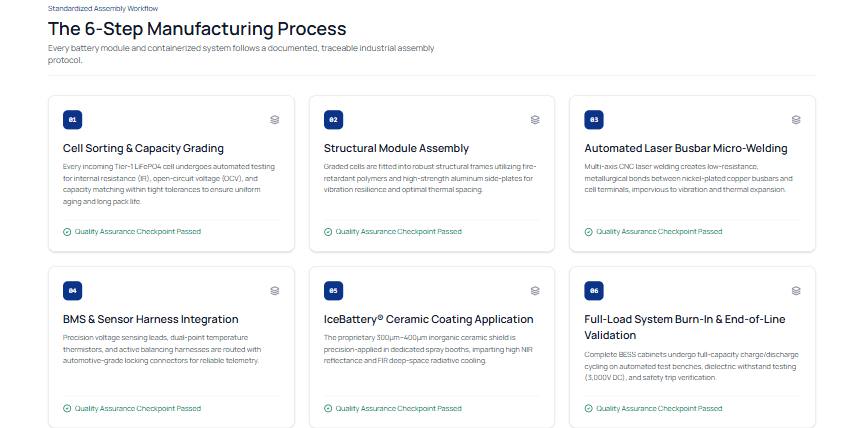 Standardized Assembly Workflow
The 6-Step Manufacturing Process
Every battery module and containerized system follows a documented, traceable industrial assembly
protocol.
01
Cell Sorting & Capacity Grading
Every incoming Tier-1 LiFePO4 cell undergoes automated testing
for internal resistance (IR), open-circuit voltage (OCV), and
capacity matching within tight tolerances to ensure uniform
aging and long pack life.
Quality Assurance Checkpoint Passed
02
Structural Module Assembly
Graded cells are fitted into robust structural frames utilizing fire-
retardant polymers and high-strength aluminum side-plates for
vibration resilience and optimal thermal spacing.
Quality Assurance Checkpoint Passed
03
Automated Laser Busbar Micro-Welding
Multi-axis CNC laser welding creates low-resistance,
metallurgical bonds between nickel-plated copper busbars and
cell terminals, impervious to vibration and thermal expansion.
Quality Assurance Checkpoint Passed
04
BMS & Sensor Harness Integration
Precision voltage sensing leads, dual-point temperature
thermistors, and active balancing harnesses are routed with
automotive-grade locking connectors for reliable telemetry.
Quality Assurance Checkpoint Passed
05
IceBattery® Ceramic Coating Application
The proprietary 300µm–400µm inorganic ceramic shield is
precision-applied in dedicated spray booths, imparting high NIR
reflectance and FIR deep-space radiative cooling.
Quality Assurance Checkpoint Passed
06
Full-Load System Burn-In & End-of-Line
Validation
Complete BESS cabinets undergo full-capacity charge/discharge
cycling on automated test benches, dielectric withstand testing
(3,000V DC), and safety trip verification.
Quality Assurance Checkpoint Passed